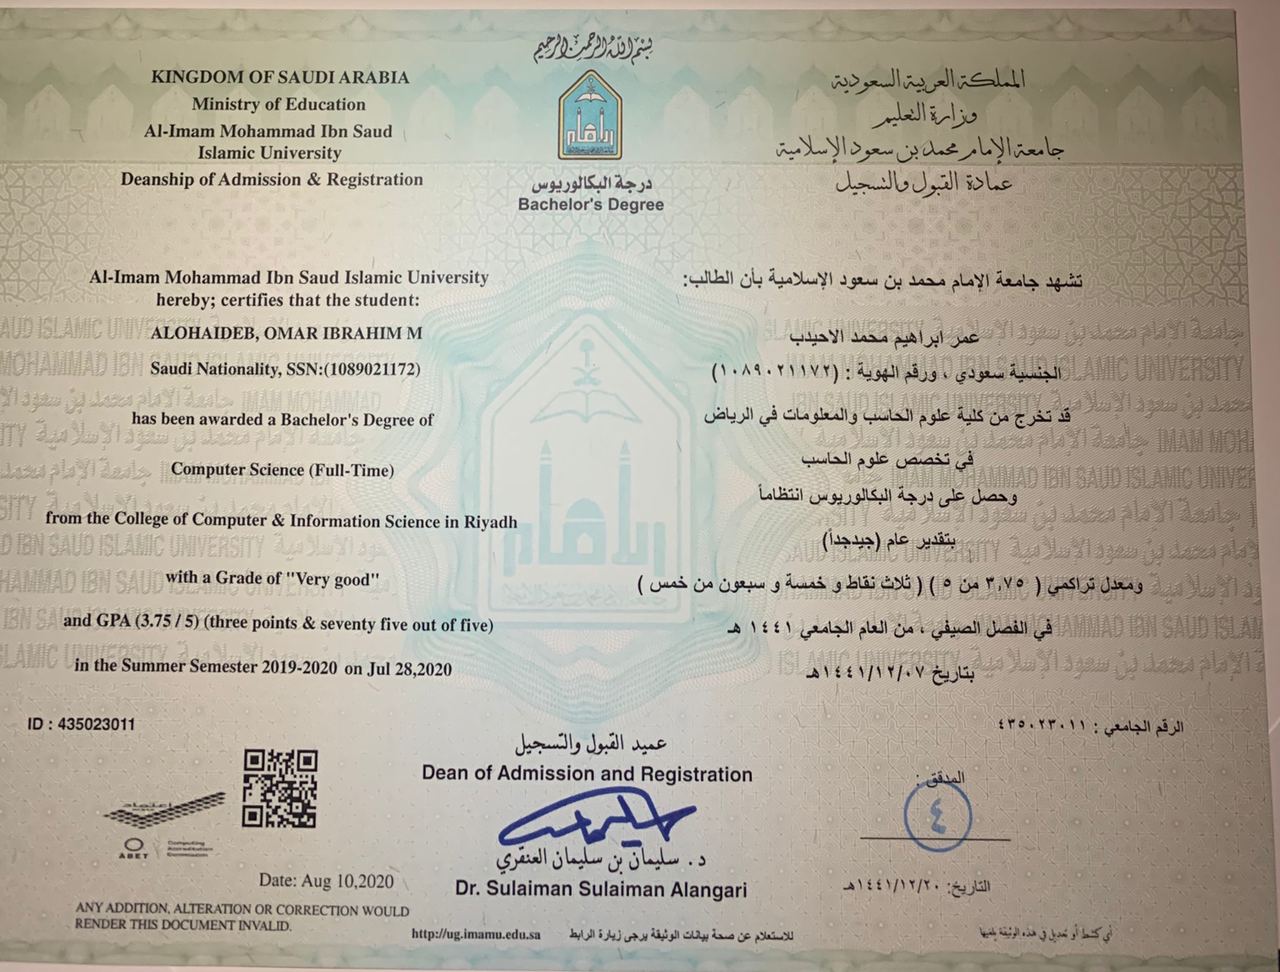 بسم الله الرحمن الرحيم
KINGDOM OF SAUDI ARABIA
Ministry of Education
Al-Imam Mohammad Ibn Saud
Islamic University
Deanship of Admission & Registration
المملكة العربية السعودية
وزارة التعليم
جامعة الإمام محمد بن سعود الإسلامية
عمادة القبول والتسجيل
درجة البكالوريوس
Bachelor's Degree
Al-Imam Mohammad Ibn Saud Islamic University
hereby; certifies that the student:
ALOHAIDEB, OMAR IBRAHIM M
Saudi Nationality, SSN:(1089021172)
has been awarded a Bachelor's Degree of
Computer Science (Full-Time)
from the College of Computer & Information Science in Riyadh
with a Grade of "Very good"
and GPA (3.75 / 5) (three points & seventy five out of five)
in the Summer Semester 2019-2020 on Jul 28,2020
ID : 435023011
تشهد جامعة الإمام محمد بن سعود الإسلامية بأن الطالب:
عمر ابراهيم محمد الاحيدب
الجنسية سعودي ، ورقم الهوية : (١٠٨٩٠٢١١٧٢)
قد تخرج من كلية علوم الحاسب والمعلومات في الرياض
في تخصص علوم الحاسب
وحصل على درجة البكالوريوس انتظاماً
بتقدير عام (جيدجداً)
ومعدل تراكمي ( ٣,٧٥ من ٥ ) ( ثلاث نقاط و خمسة و سبعون من خمس )
في الفصل الصيفي ، من العام الجامعي ١٤٤١ هـ
بتاريخ ١٤٤١/١٢/٠٧هـ
الرقم الجامعي : ٤٣٥٠٢٣٠١١
عميد القبول والتسجيل
Dean of Admission and Registration
د . سليمان بن سليمان العنقري
Dr. Sulaiman Sulaiman Alangari
المدقق :
٤
التاريخ: ١٤٤١/١٢/٢٠هـ
اعتماد
ABET
Computing
Accreditation
Commission
Date: Aug 10,2020
ANY ADDITION, ALTERATION OR CORRECTION WOULD
RENDER THIS DOCUMENT INVALID.
http://ug.imamu.edu.sa للاستعلام عن صحة بيانات الوثيقة يرجى زيارة الرابط
أي كشط أو تعديل في هذه الوثيقة يلغيها